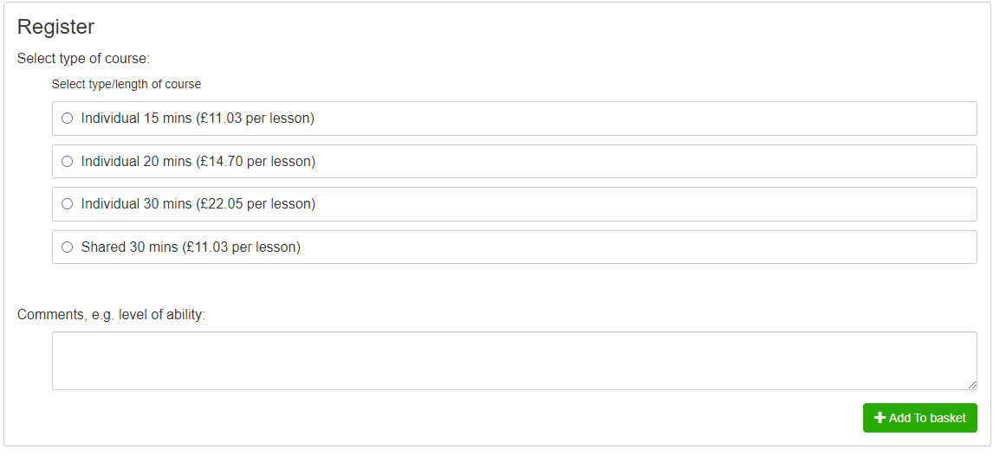 Register
Select type of course:
Select type/length of course
Individual 15 mins (£11.03 per lesson)
Individual 20 mins (£14.70 per lesson)
Individual 30 mins (£22.05 per lesson)
Shared 30 mins (£11.03 per lesson)
Comments, e.g. level of ability:
Add To basket